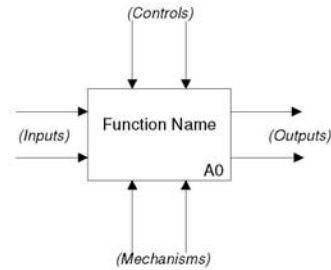 (Controls)
Function Name
(Inputs)
(Outputs)
A0
(Mechanisms)